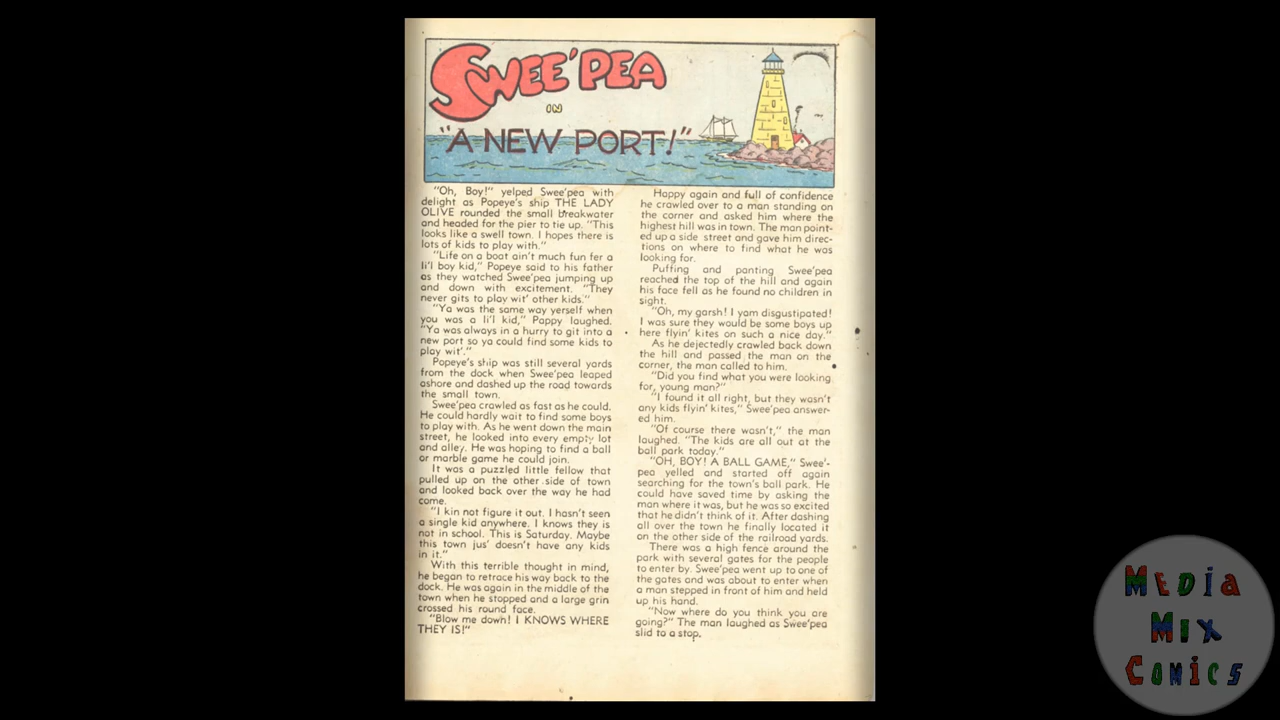 SWEE'PEA
IN
"A NEW PORT!"
"Oh, Boy!" yelped Swee'pea with
delight as Popeye's ship THE LADY
OLIVE rounded the small breakwater
and headed for the pier to tie up. "This
looks like a swell town. I hopes there is
lots of kids to play with."
"Life on a boat ain't much fun fer a
li'l boy kid," Popeye said to his father
as they watched Swee'pea jumping up
and down with excitement. "They
never gits to play wit' other kids."
"Ya was the same way yerself when
you was a li'l kid," Pappy laughed.
"Ya was always in a hurry to git into a
new port so ya could find some kids to
play wit'."
Popeye's ship was still several yards
from the dock when Swee'pea leaped
ashore and dashed up the road towards
the small town.
Swee'pea crawled as fast as he could.
He could hardly wait to find some boys
to play with. As he went down the main
street, he looked into every empty lot
and alley. He was hoping to find a ball
or marble game he could join.
It was a puzzled little fellow that
pulled up on the other side of town
and looked back over the way he had
come.
"I kin not figure it out. I hasn't seen
a single kid anywhere. I knows they is
not in school. This is Saturday. Maybe
this town jus' doesn't have any kids
in it."
With this terrible thought in mind,
he began to retrace his way back to the
dock. He was again in the middle of the
town when he stopped and a large grin
crossed his round face.
"Blow me down! I KNOWS WHERE
THEY IS!"
Happy again and full of confidence
he crawled over to a man standing on
the corner and asked him where the
highest hill was in town. The man point-
ed up a side street and gave him direc-
tions on where to find what he was
looking for.
Puffing and panting Swee'pea
reached the top of the hill and again
his face fell as he found no children in
sight.
"Oh, my garsh! I yam disgustipated!
I was sure they would be some boys up
here flyin' kites on such a nice day."
As he dejectedly crawled back down
the hill and passed the man on the
corner, the man called to him.
"Did you find what you were looking
for, young man?"
"I found it all right, but they wasn't
any kids flyin' kites," Swee'pea answer-
ed him.
"Of course there wasn't," the man
laughed. "The kids are all out at the
ball park today."
"OH, BOY! A BALL GAME," Swee'-
pea yelled and started off again
searching for the town's ball park. He
could have saved time by asking the
man where it was, but he was so excited
that he didn't think of it. After dashing
all over the town he finally located it
on the other side of the railroad yards.
There was a high fence around the
park with several gates for the people
to enter by. Swee'pea went up to one of
the gates and was about to enter when
a man stepped in front of him and held
up his hand.
"Now where do you think you are
going?" The man laughed as Swee'pea
slid to a stop.
MEDIA
MIX
COMICS